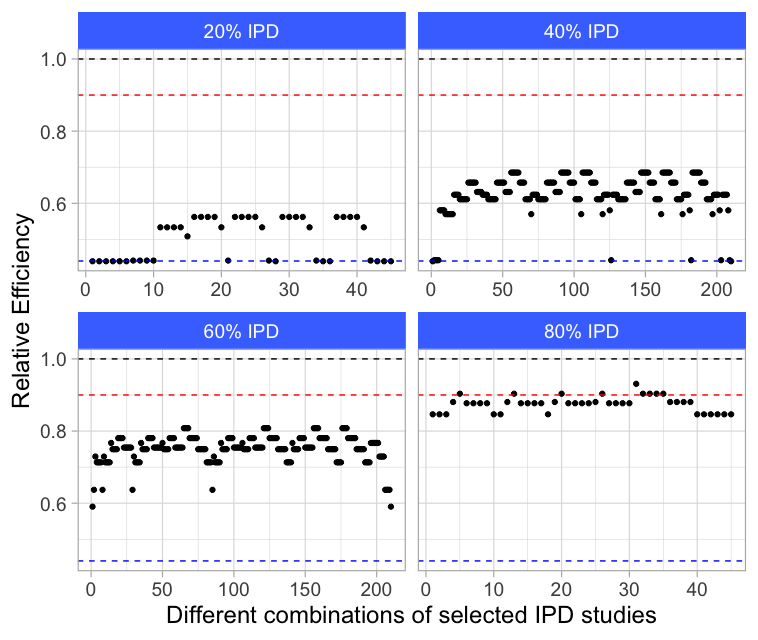 20% IPD 40% IPD
1.0
0.8
0.6
0 10 20 30 40 0 50 100 150 200
60% IPD 80% IPD
1.0
0.8
0.6
0 50 100 150 200 0 10 20 30 40
Relative Efficiency
Different combinations of selected IPD studies